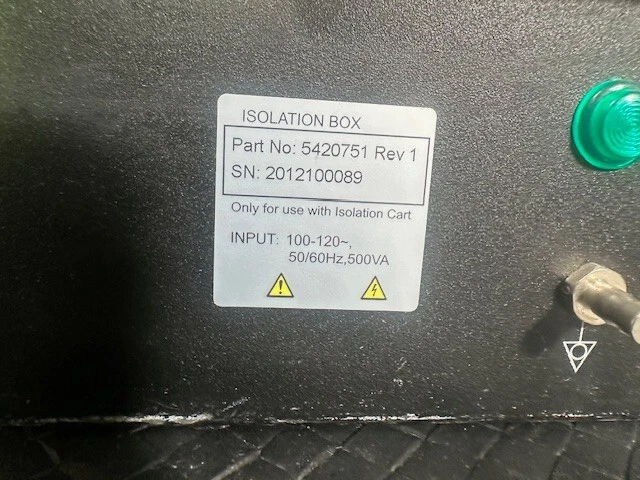 ISOLATION BOX
Part No: 5420751 Rev 1
SN: 2012100089
Only for use with Isolation Cart
INPUT: 100-120~,
50/60Hz,500VA